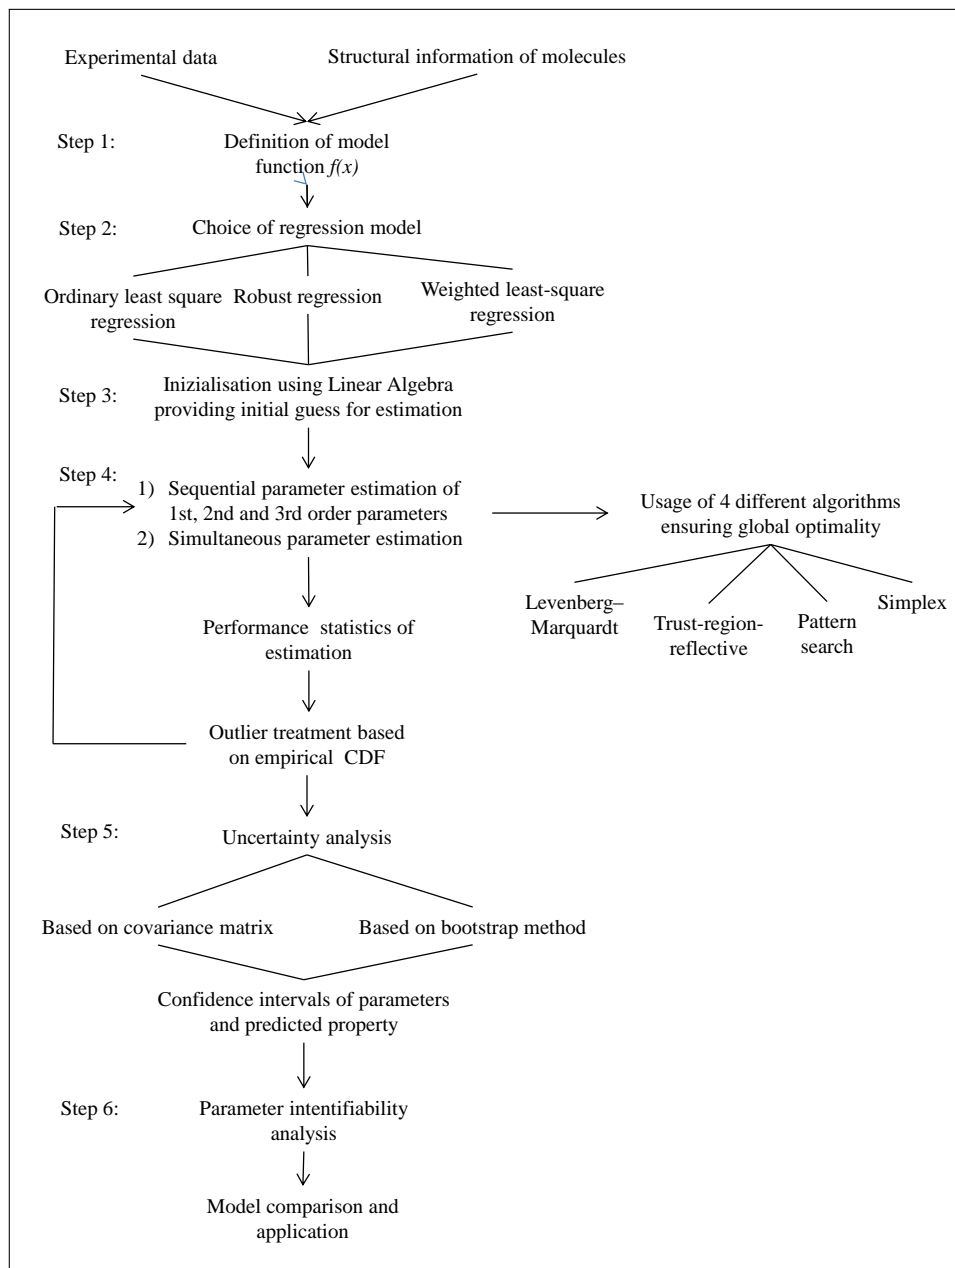 Experimental data
Structural information of molecules
Step 1:
Definition of model
function f(x)
Step 2:
Choice of regression model
Ordinary least square
regression
Robust regression
Weighted least-square
regression
Step 3:
Inizialisation using Linear Algebra
providing initial guess for estimation
Step 4:
1) Sequential parameter estimation of
1st, 2nd and 3rd order parameters
2) Simultaneous parameter estimation
Usage of 4 different algorithms
ensuring global optimality
Levenberg–
Marquardt
Trust-region-
reflective
Pattern
search
Simplex
Performance statistics of
estimation
Outlier treatment based
on empirical CDF
Step 5:
Uncertainty analysis
Based on covariance matrix
Based on bootstrap method
Confidence intervals of parameters
and predicted property
Step 6:
Parameter intentifiability
analysis
Model comparison and
application